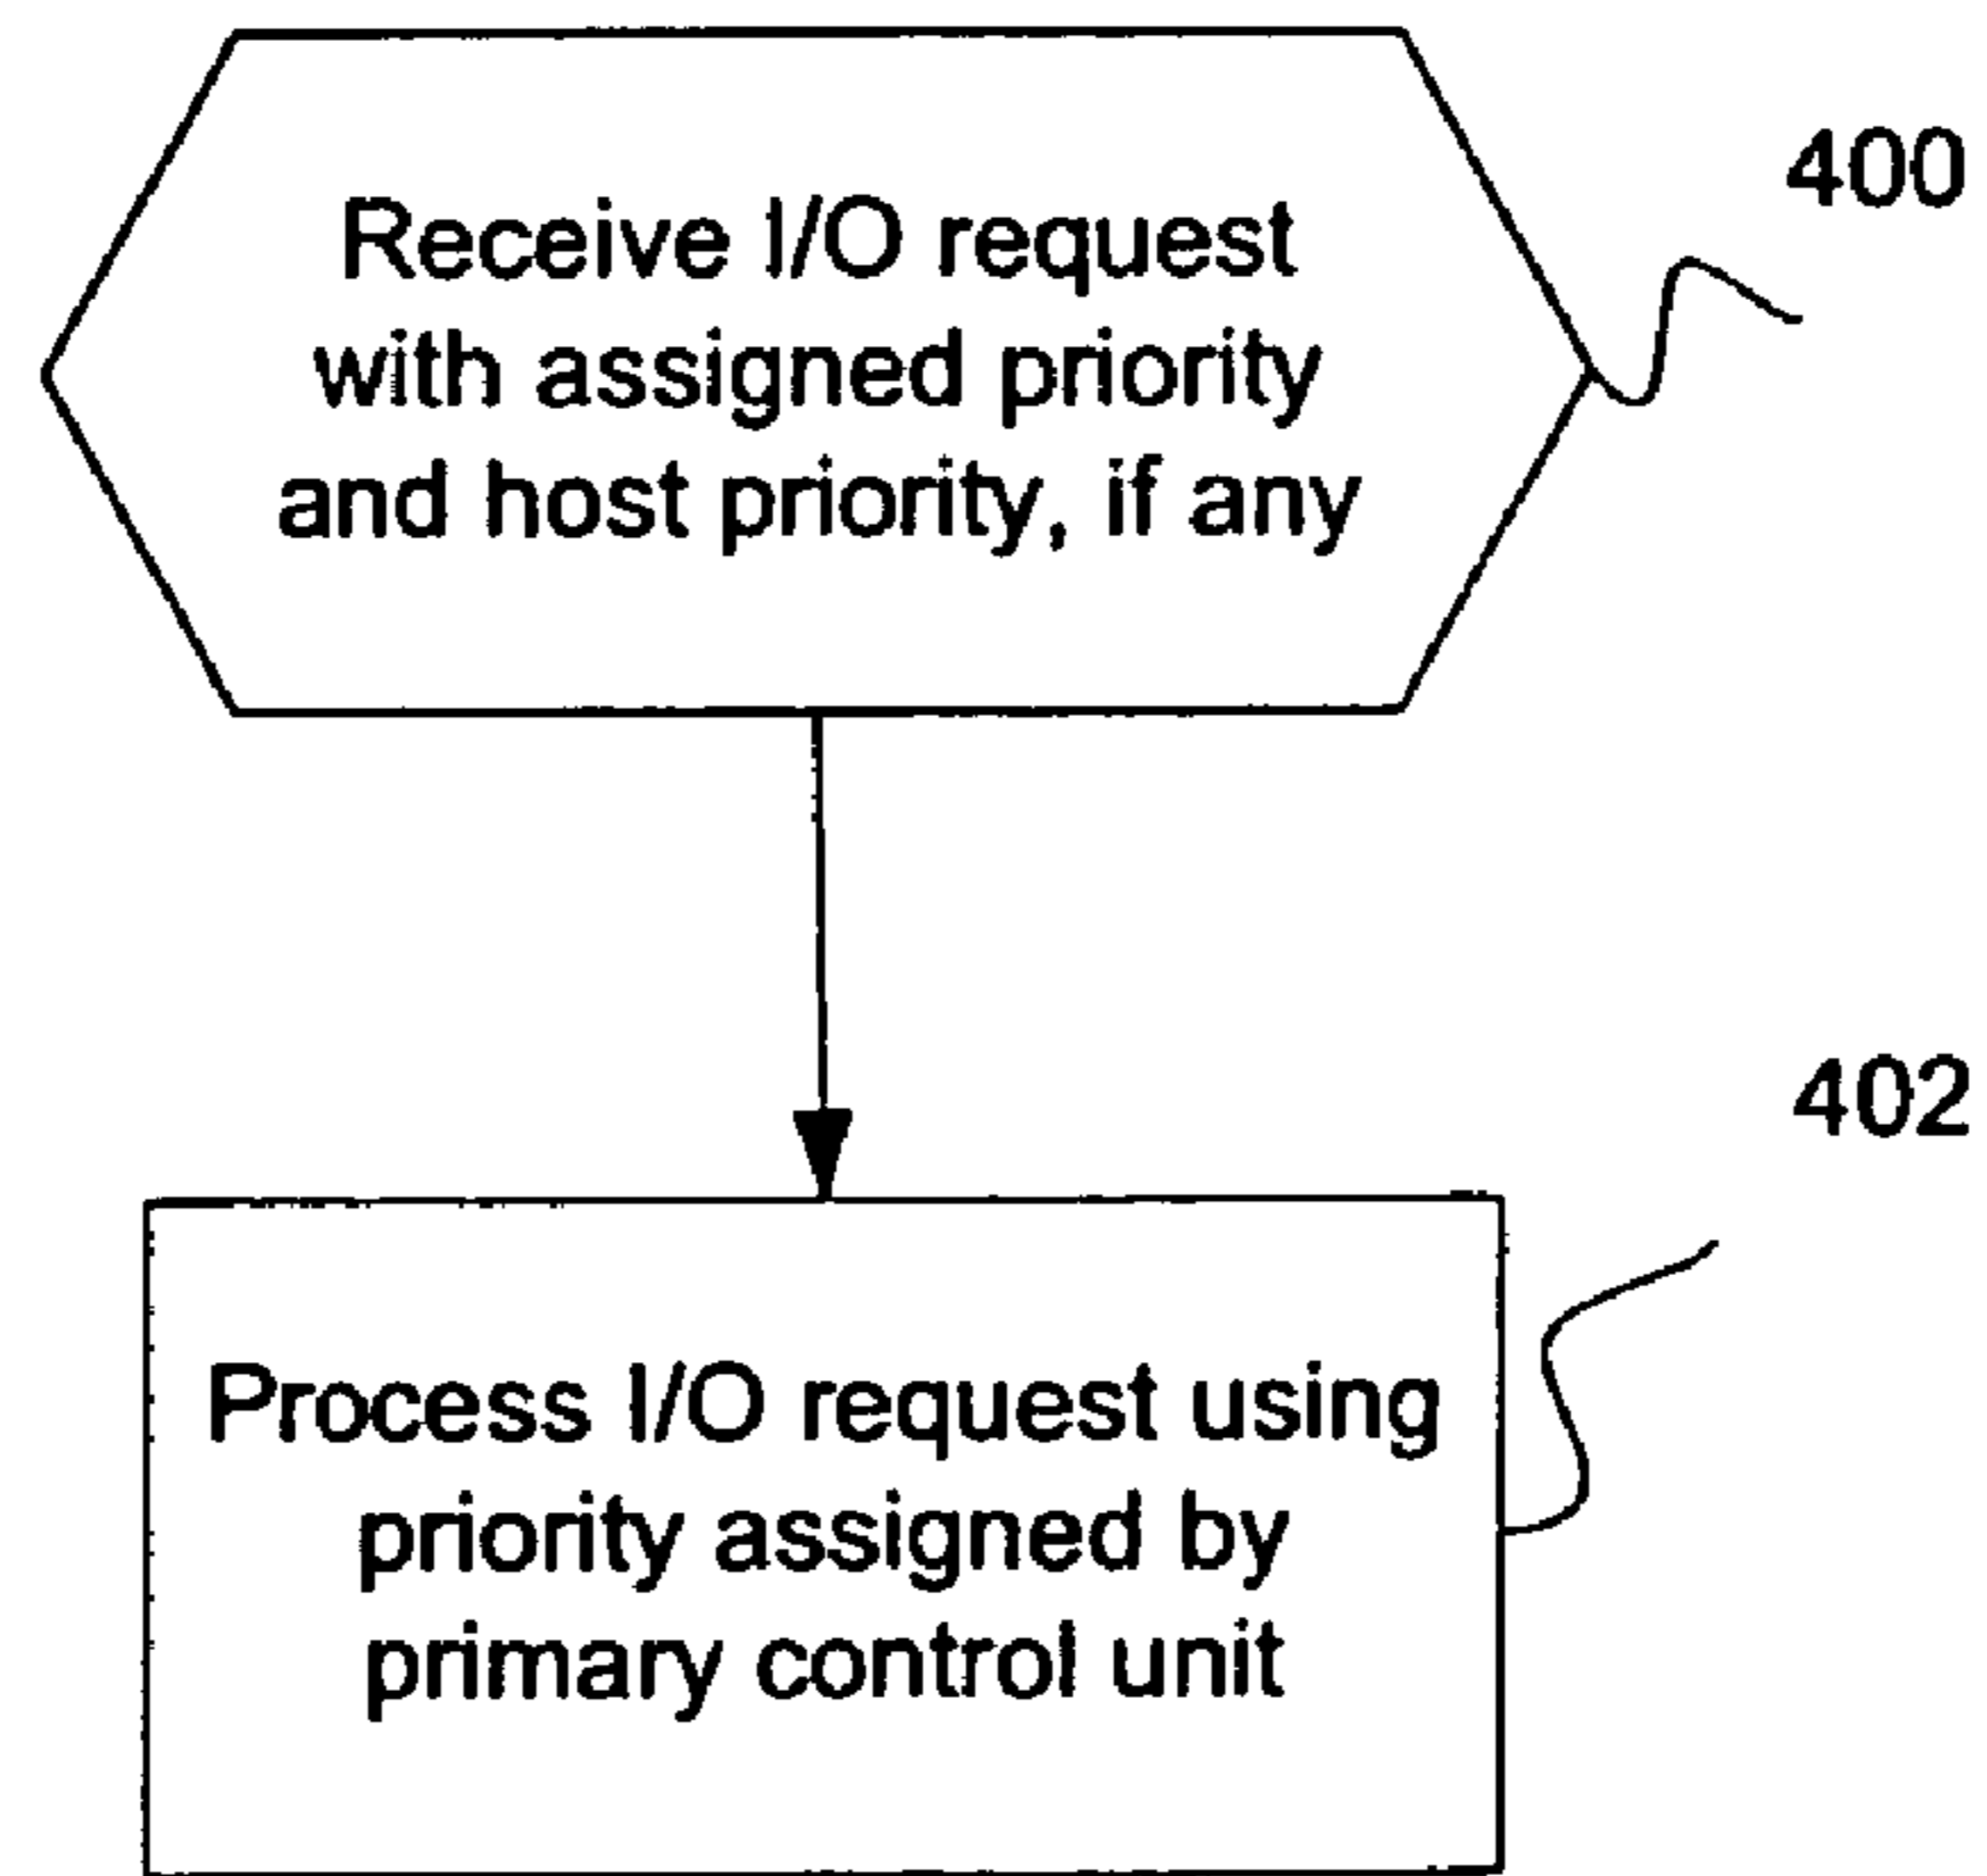 400
Receive I/O request
with assigned priority
and host priority, if any
402
Process I/O request using
priority assigned by
primary control unit